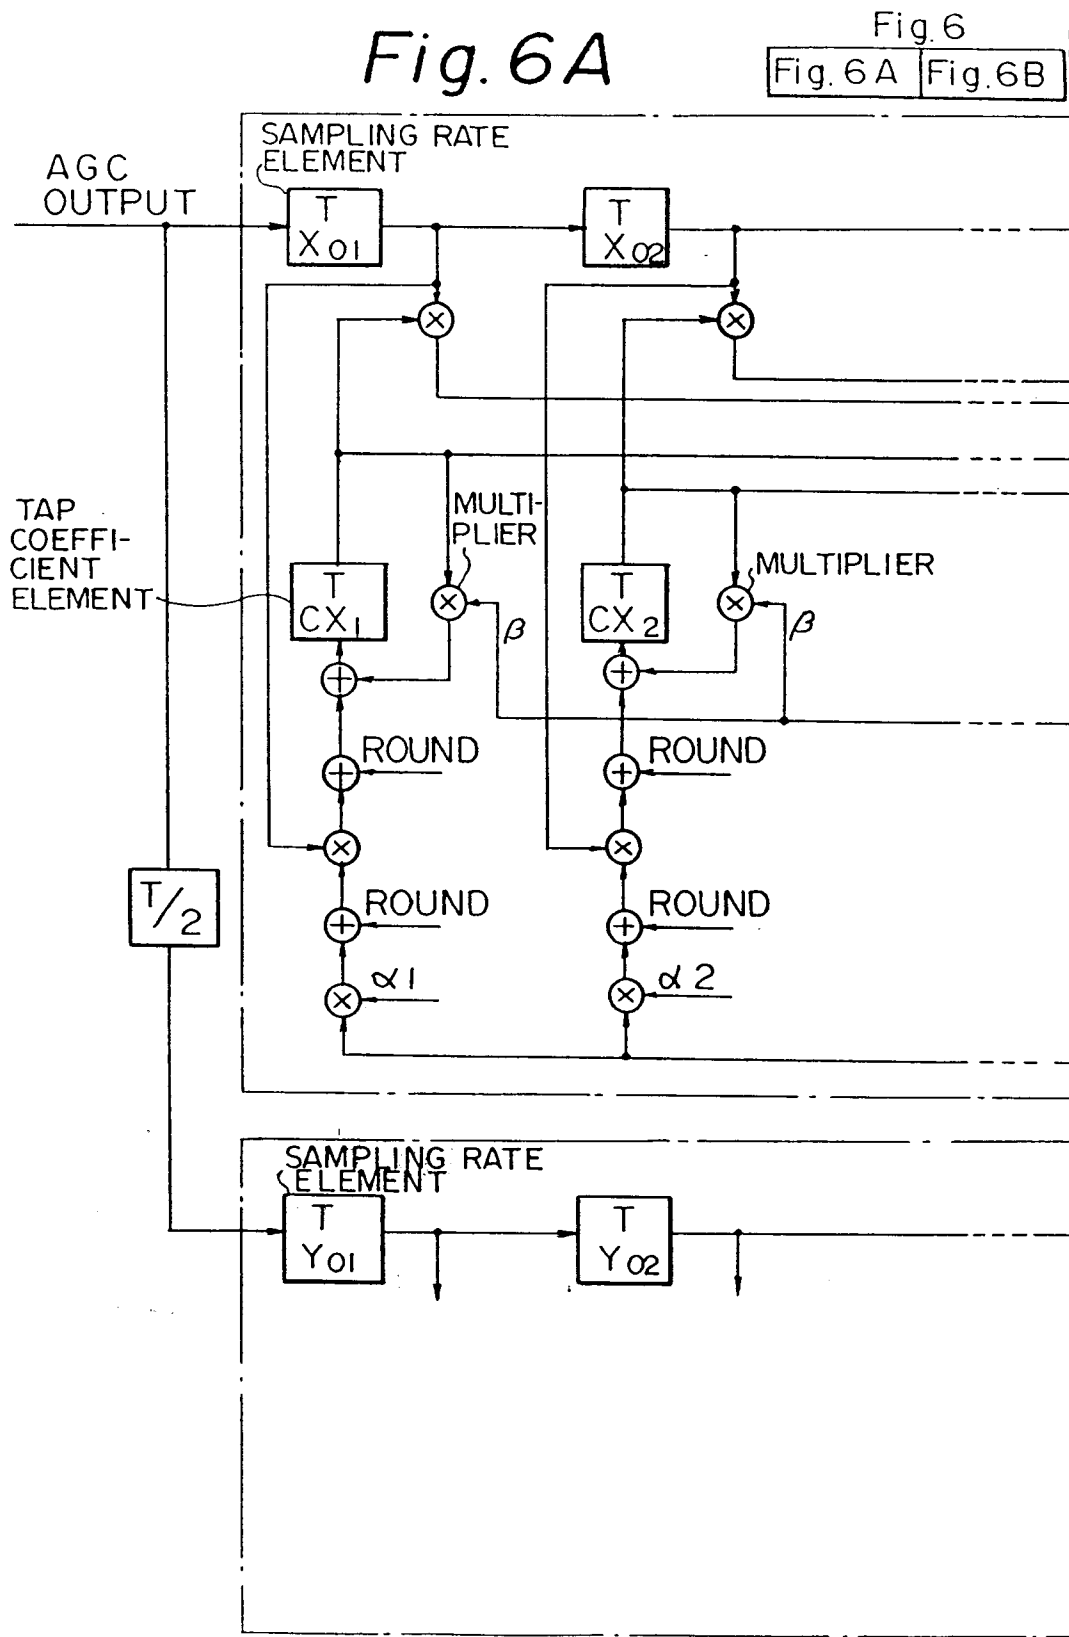 Fig. 6A
Fig. 6
Fig. 6A Fig. 6B
SAMPLING RATE
ELEMENT
AGC
OUTPUT
T
X01
T
X02
TAP
COEFFI-
CIENT
ELEMENT
MULTI-
PLIER
T
CX1
β
T
CX2
MULTIPLIER
β
ROUND
ROUND
T/2
ROUND
ROUND
α1
α2
SAMPLING RATE
ELEMENT
T
Y01
T
Y02